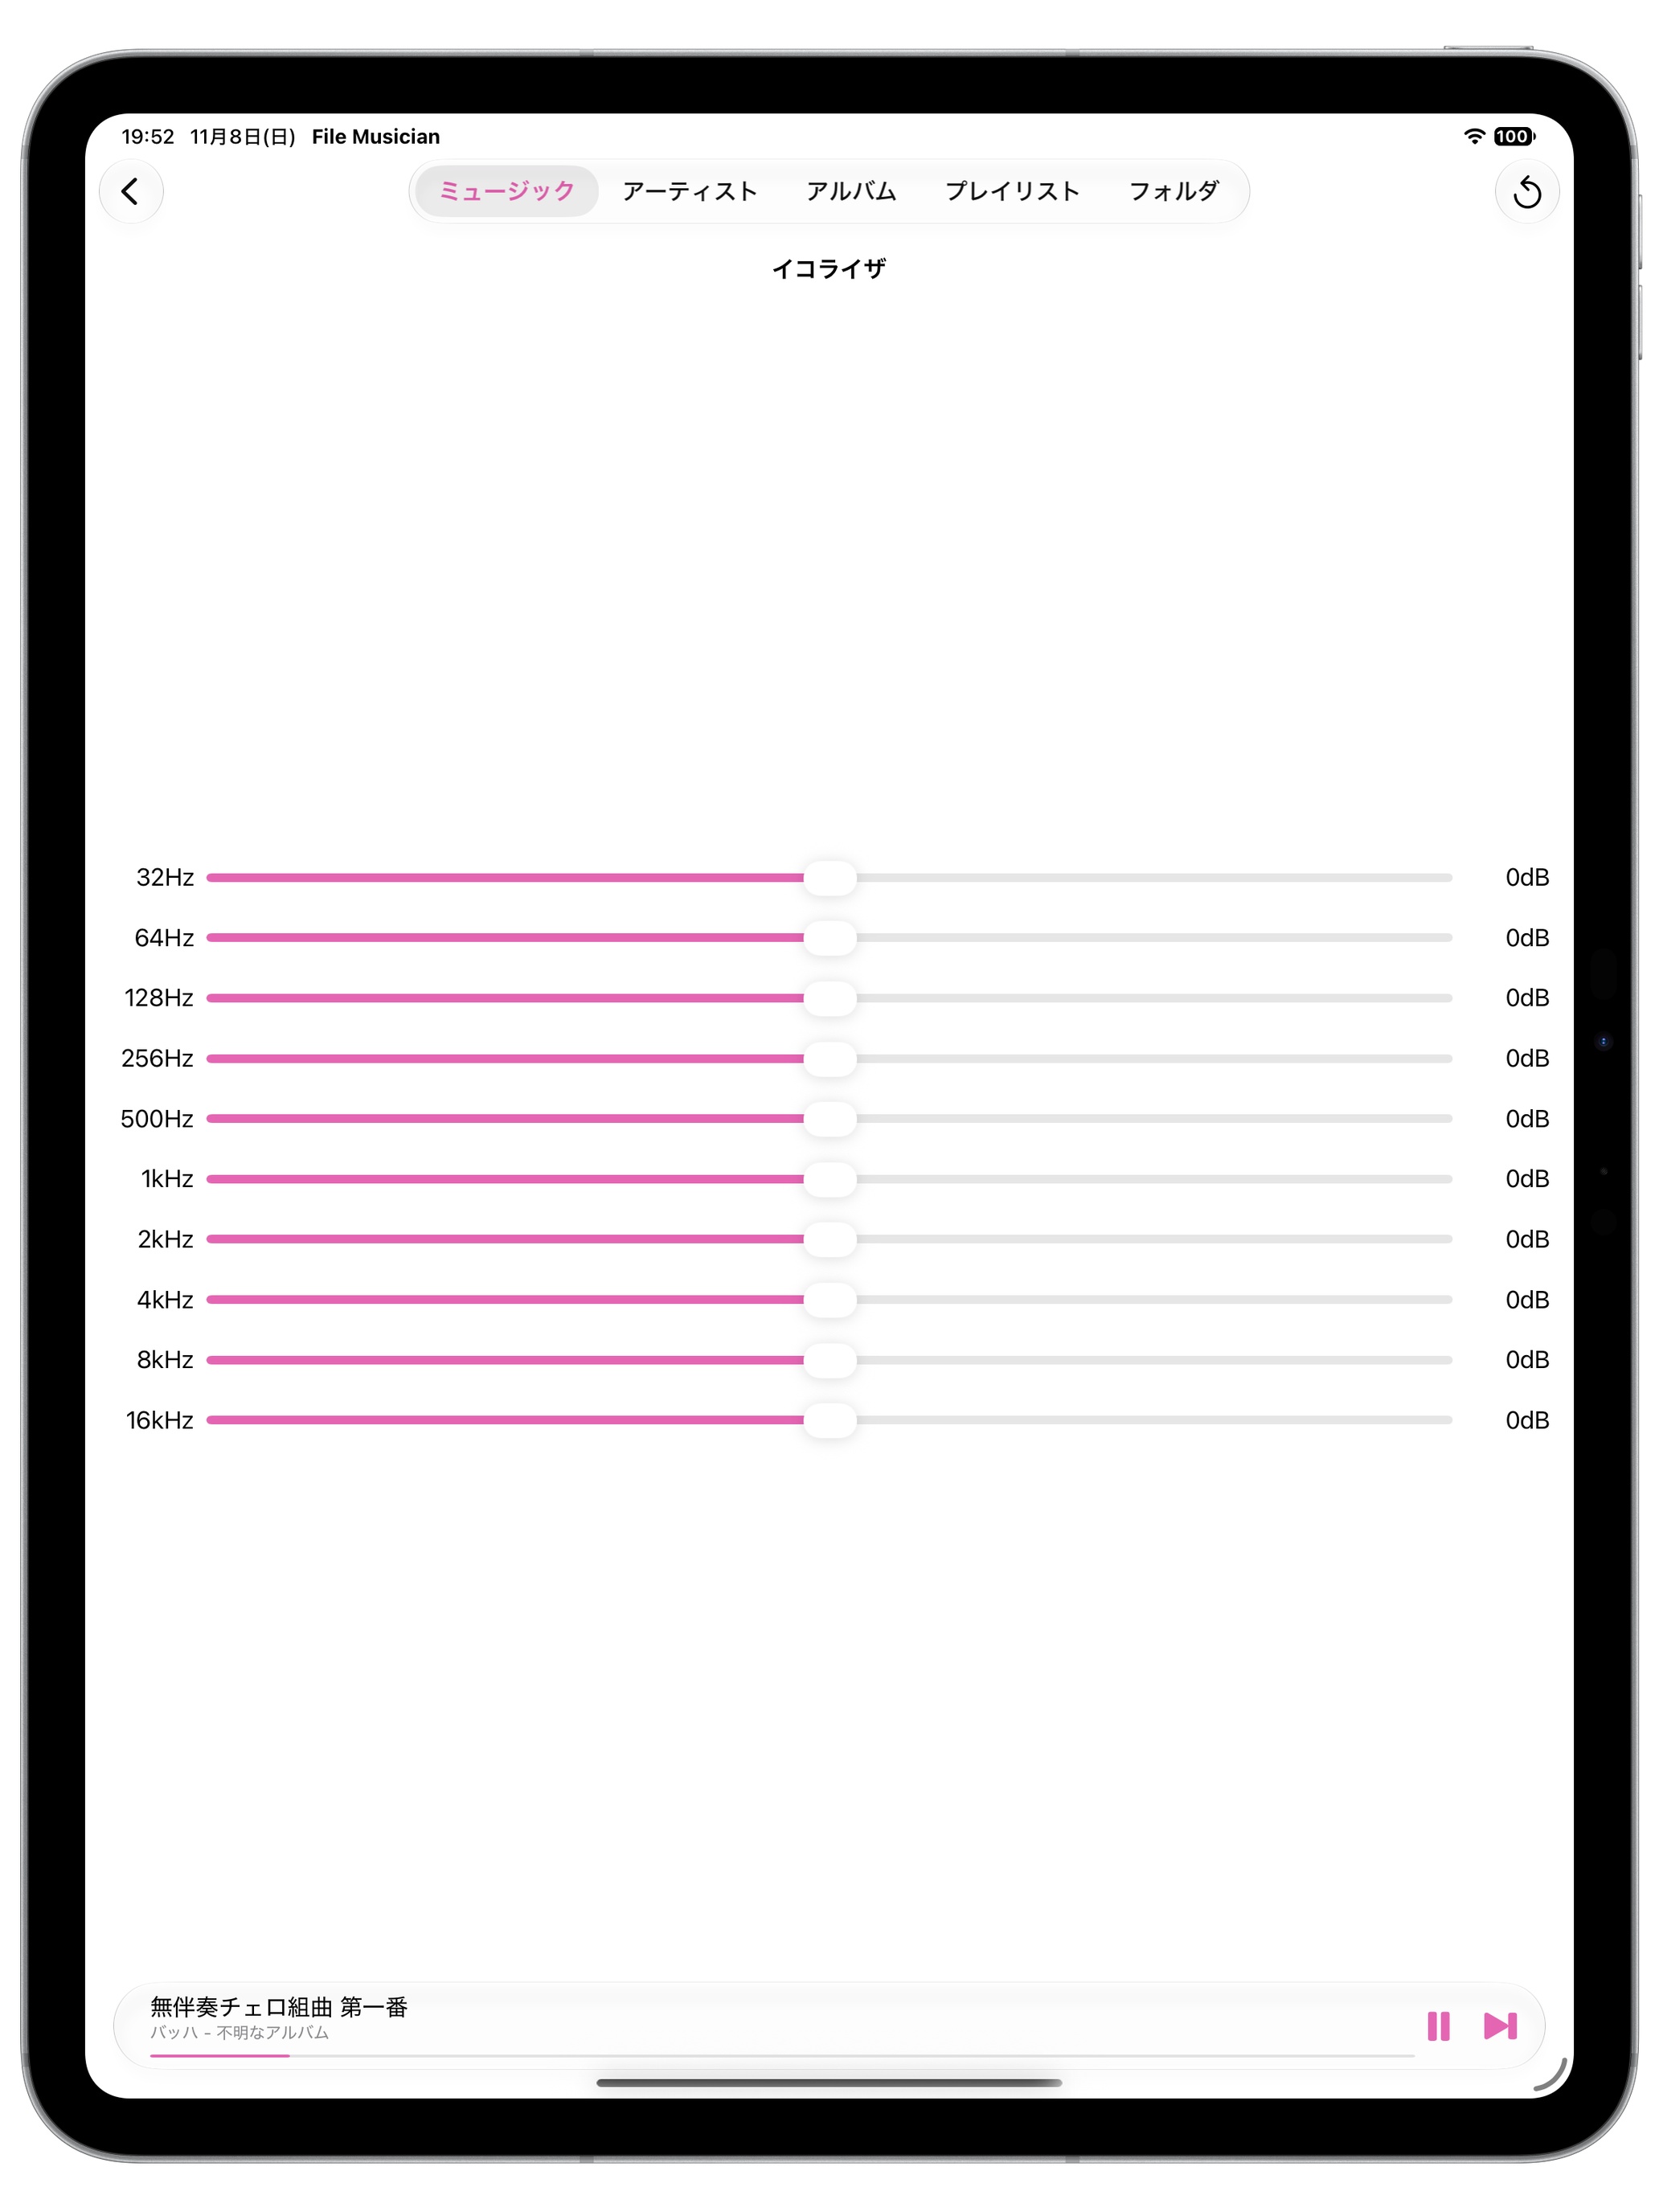 19:52 11月8日(日) File Musician 100
ミュージック アーティスト アルバム プレイリスト フォルダ
イコライザ
32Hz 0dB
64Hz 0dB
128Hz 0dB
256Hz 0dB
500Hz 0dB
1kHz 0dB
2kHz 0dB
4kHz 0dB
8kHz 0dB
16kHz 0dB
無伴奏チェロ組曲 第一番
バッハ - 不明なアルバム